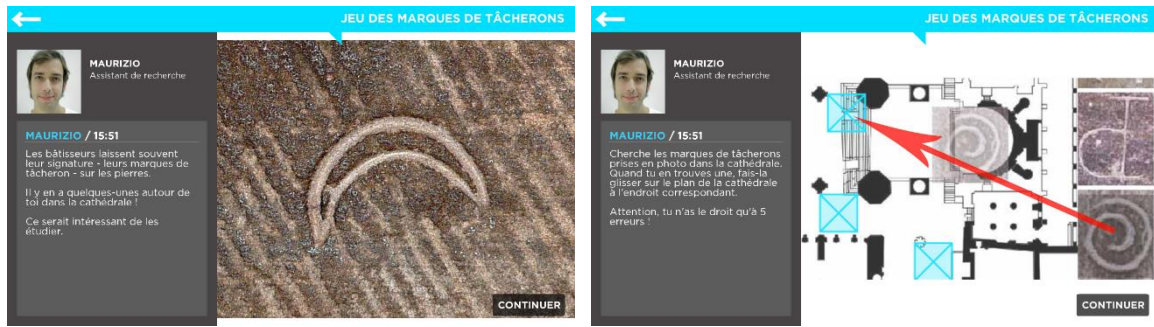 JEU DES MARQUES DE TÂCHERONS
MAURIZIO
Assistant de recherche
MAURIZIO / 15:51
Les bâtisseurs laissent souvent
leur signature - leurs marques de
tâcheron - sur les pierres.
Il y en a quelques-unes autour de
toi dans la cathédrale !
Ce serait intéressant de les
étudier.
CONTINUER
JEU DES MARQUES DE TÂCHERONS
MAURIZIO
Assistant de recherche
MAURIZIO / 15:51
Cherche les marques de tâcherons
prises en photo dans la cathédrale.
Quand tu en trouves une, fais-la
glisser sur le plan de la cathédrale
à l'endroit correspondant.
Attention, tu n'as le droit qu'à 5
erreurs !
CONTINUER